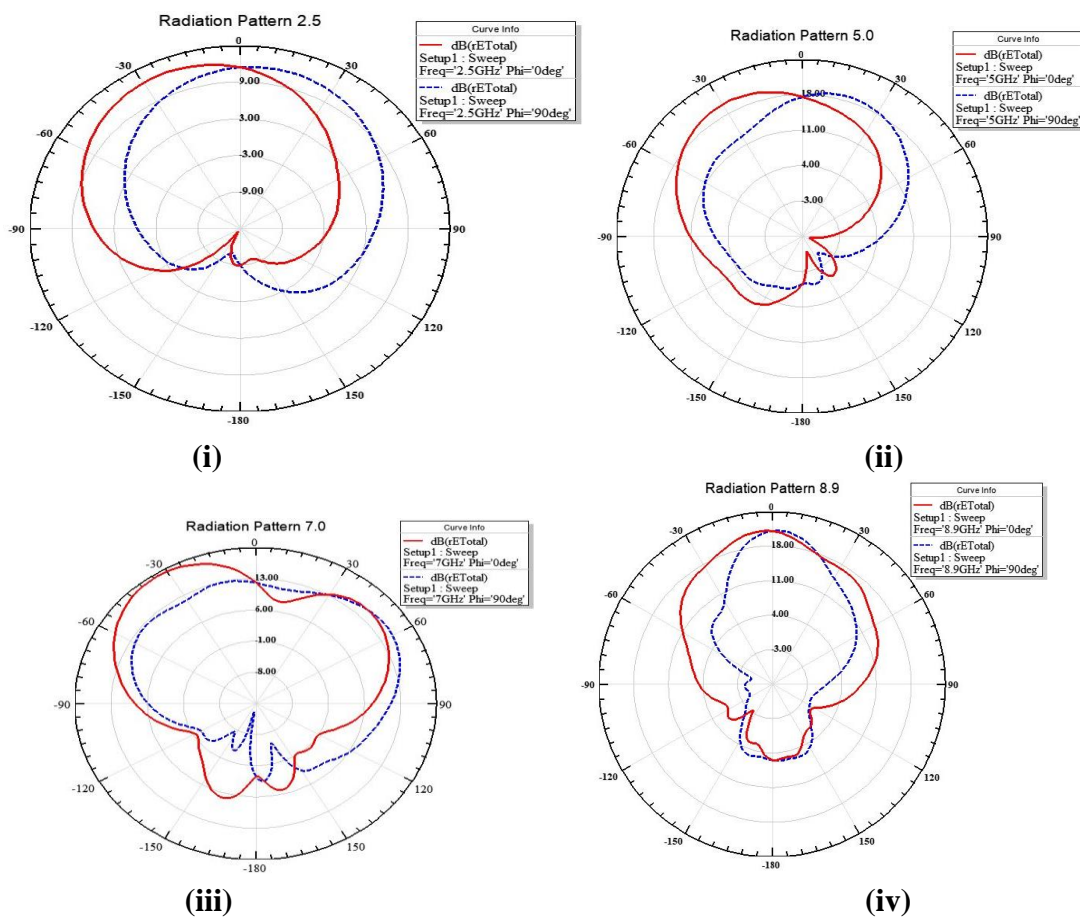 Radiation Pattern 2.5
Curve Info
dB(rETotal)
Setup1 : Sweep
Freq='2.5GHz' Phi='0deg'
dB(rETotal)
Setup1 : Sweep
Freq='2.5GHz' Phi='90deg'
0
-30
30
-60
60
-90
90
-120
120
-150
150
-180
9.00
3.00
-3.00
-9.00
(i)
Radiation Pattern 5.0
Curve Info
dB(rETotal)
Setup1 : Sweep
Freq='5GHz' Phi='0deg'
dB(rETotal)
Setup1 : Sweep
Freq='5GHz' Phi='90deg'
0
-30
30
-60
60
-90
90
-120
120
-150
150
-180
18.00
11.00
4.00
-3.00
(ii)
Radiation Pattern 7.0
Curve Info
dB(rETotal)
Setup1 : Sweep
Freq='7GHz' Phi='0deg'
dB(rETotal)
Setup1 : Sweep
Freq='7GHz' Phi='90deg'
0
-30
30
-60
60
-90
90
-120
120
-150
150
-180
13.00
6.00
-1.00
-8.00
(iii)
Radiation Pattern 8.9
Curve Info
dB(rETotal)
Setup1 : Sweep
Freq='8.9GHz' Phi='0deg'
dB(rETotal)
Setup1 : Sweep
Freq='8.9GHz' Phi='90deg'
0
-30
30
-60
60
-90
90
-120
120
-150
150
-180
18.00
11.00
4.00
-3.00
(iv)